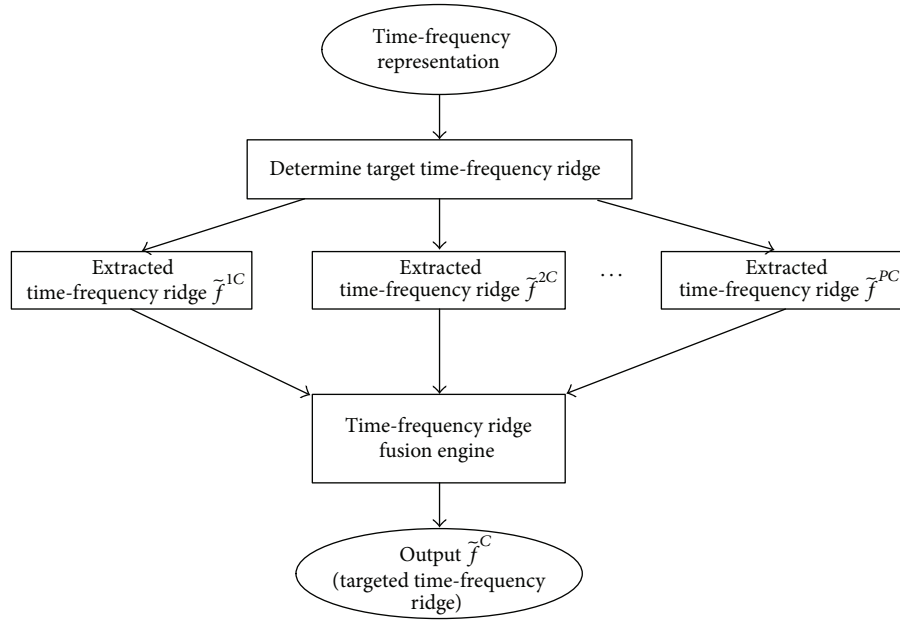 Time-frequency
representation
Determine target time-frequency ridge
Extracted
time-frequency ridge f̃^{1C}
Extracted
time-frequency ridge f̃^{2C}
⋯
Extracted
time-frequency ridge f̃^{PC}
Time-frequency ridge
fusion engine
Output f̃^{C}
(targeted time-frequency
ridge)